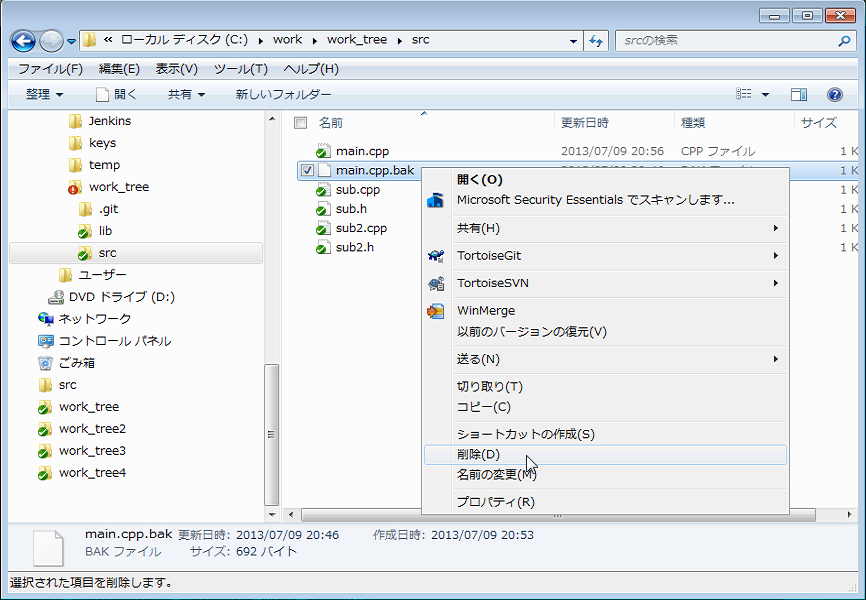 « ローカル ディスク (C:) ▸ work ▸ work_tree ▸ src
srcの検索
ファイル(F) 編集(E) 表示(V) ツール(T) ヘルプ(H)
整理 開く 共有 新しいフォルダー
Jenkins
keys
temp
work_tree
.git
lib
src
ユーザー
DVD ドライブ (D:)
ネットワーク
コントロール パネル
ごみ箱
src
work_tree
work_tree2
work_tree3
work_tree4
名前 更新日時 種類 サイズ
main.cpp 2013/07/09 20:56 CPP ファイル 1 K
main.cpp.bak 1 K
sub.cpp 1 K
sub.h 1 K
sub2.cpp 1 K
sub2.h 1 K
開く(O)
Microsoft Security Essentials でスキャンします...
共有(H)
TortoiseGit
TortoiseSVN
WinMerge
以前のバージョンの復元(V)
送る(N)
切り取り(T)
コピー(C)
ショートカットの作成(S)
削除(D)
名前の変更(M)
プロパティ(R)
main.cpp.bak 更新日時: 2013/07/09 20:46 作成日時: 2013/07/09 20:53
BAK ファイル サイズ: 692 バイト
選択された項目を削除します。